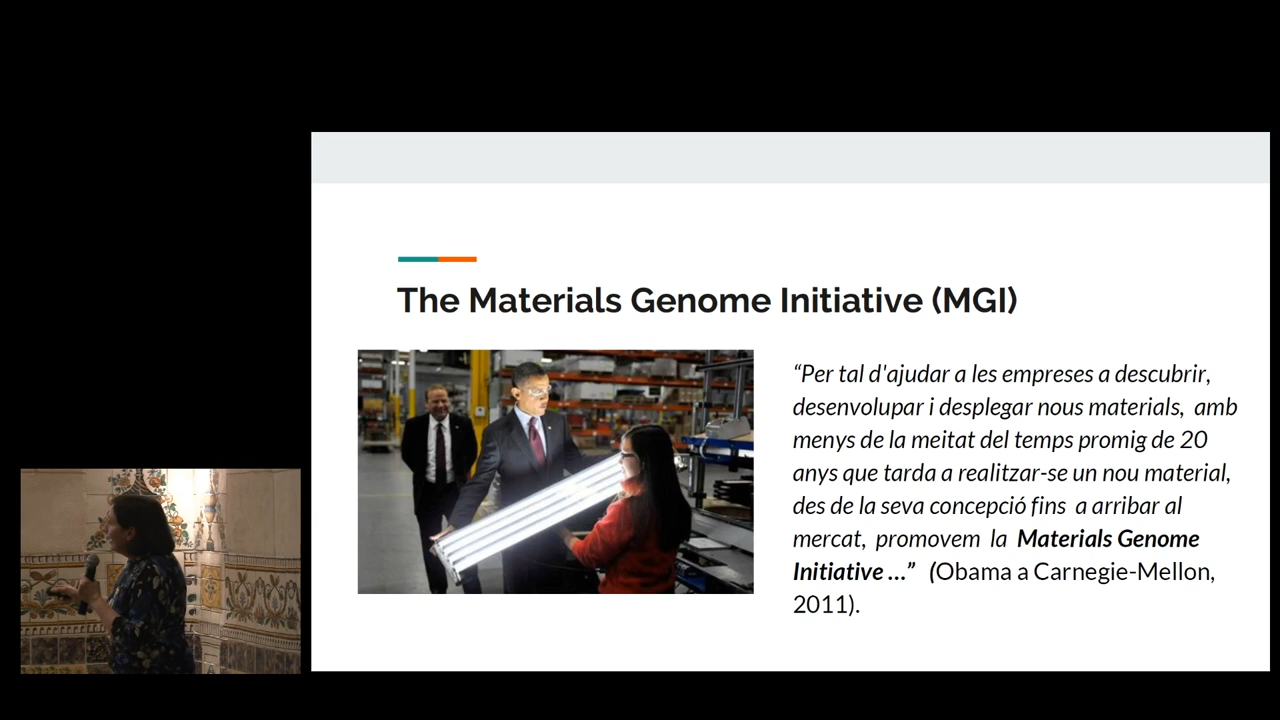 The Materials Genome Initiative (MGI)
“Per tal d'ajudar a les empreses a descubrir,
desenvolupar i desplegar nous materials, amb
menys de la meitat del temps promig de 20
anys que tarda a realitzar-se un nou material,
des de la seva concepció fins a arribar al
mercat, promovem la Materials Genome
Initiative ...” (Obama a Carnegie-Mellon,
2011).